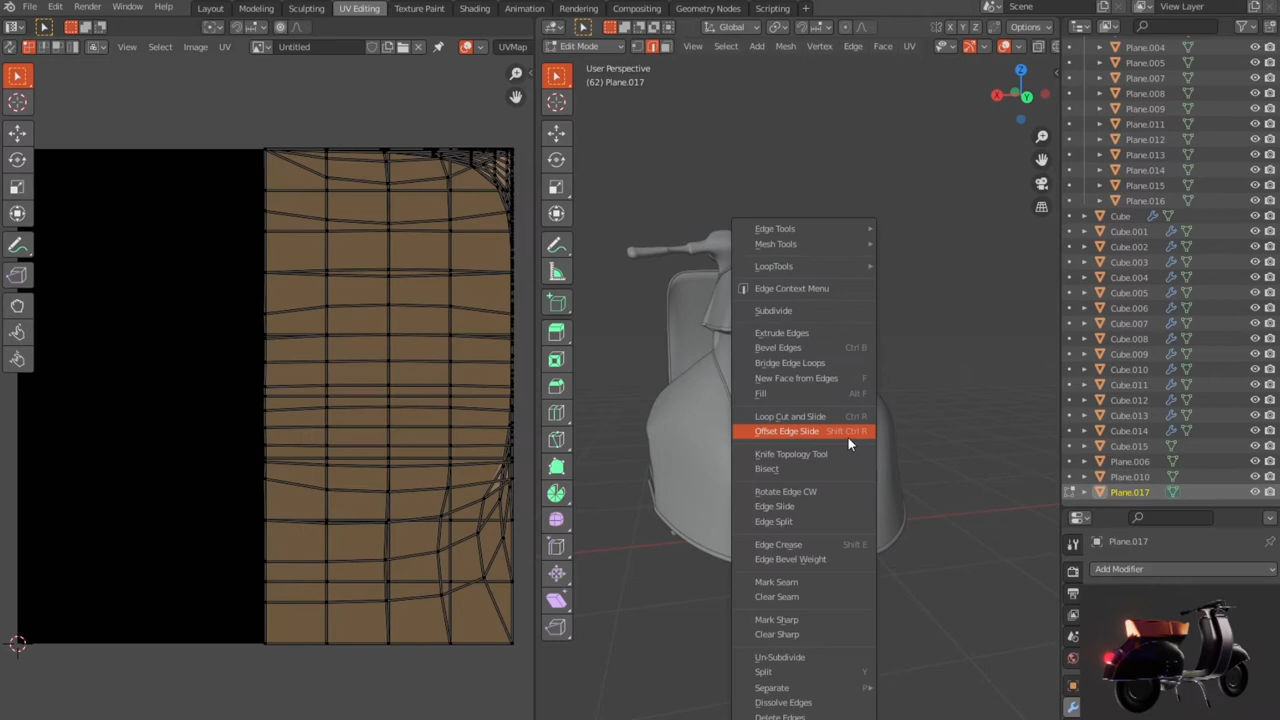 File Edit Render Window Help Layout Modeling Sculpting UV Editing Texture Paint Shading Animation Rendering Compositing Geometry Nodes Scripting + Scene View Layer
Global Options
View Select Image UV Untitled UVMap Edit Mode View Select Add Mesh Vertex Edge Face UV
User Perspective
(62) Plane.017
Z
X
Y
Edge Tools
Mesh Tools
LoopTools
Edge Context Menu
Subdivide
Extrude Edges
Bevel Edges Ctrl B
Bridge Edge Loops
New Face from Edges F
Fill Alt F
Loop Cut and Slide Ctrl R
Offset Edge Slide Shift Ctrl R
Knife Topology Tool
Bisect
Rotate Edge CW
Edge Slide
Edge Split
Edge Crease Shift E
Edge Bevel Weight
Mark Seam
Clear Seam
Mark Sharp
Clear Sharp
Un-Subdivide
Split Y
Separate P
Dissolve Edges
Delete Edges
Plane.004
Plane.005
Plane.007
Plane.008
Plane.009
Plane.011
Plane.012
Plane.013
Plane.014
Plane.015
Plane.016
Cube
Cube.001
Cube.002
Cube.003
Cube.004
Cube.005
Cube.006
Cube.007
Cube.008
Cube.009
Cube.010
Cube.011
Cube.012
Cube.013
Cube.014
Cube.015
Plane.006
Plane.010
Plane.017
Plane.017
Add Modifier